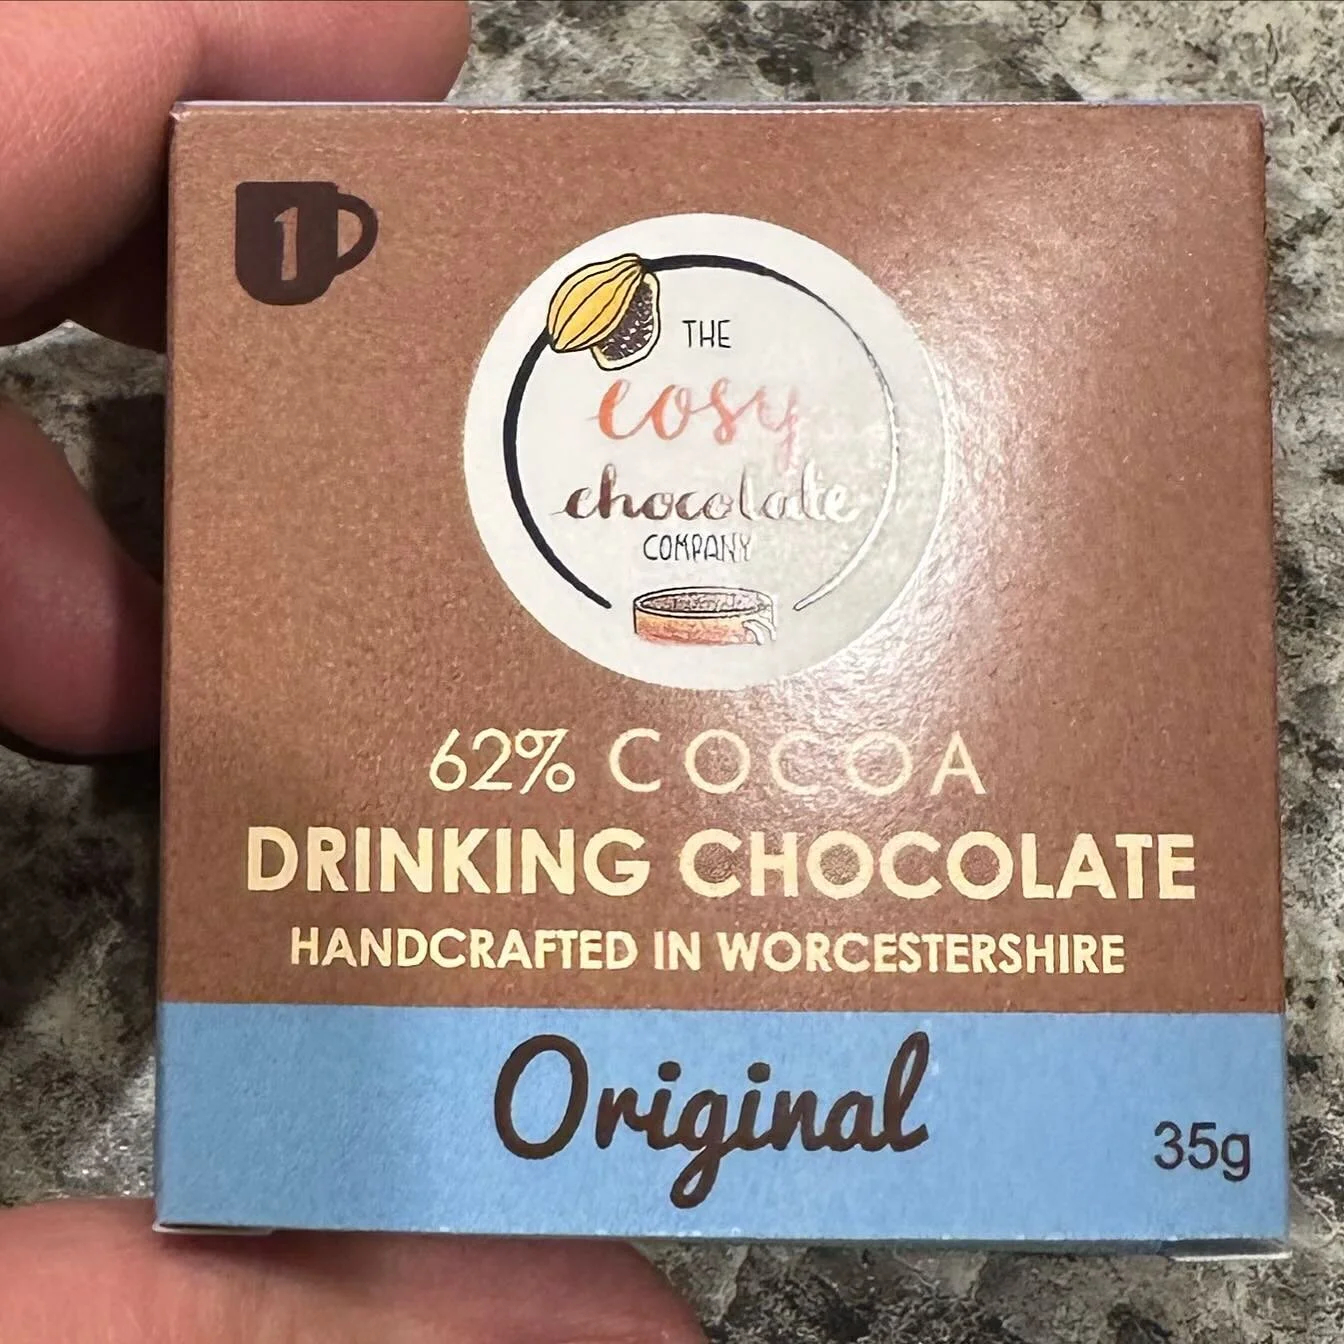 1
THE
cosy
chocolate
COMPANY
62% COCOA
DRINKING CHOCOLATE
HANDCRAFTED IN WORCESTERSHIRE
Original
35g